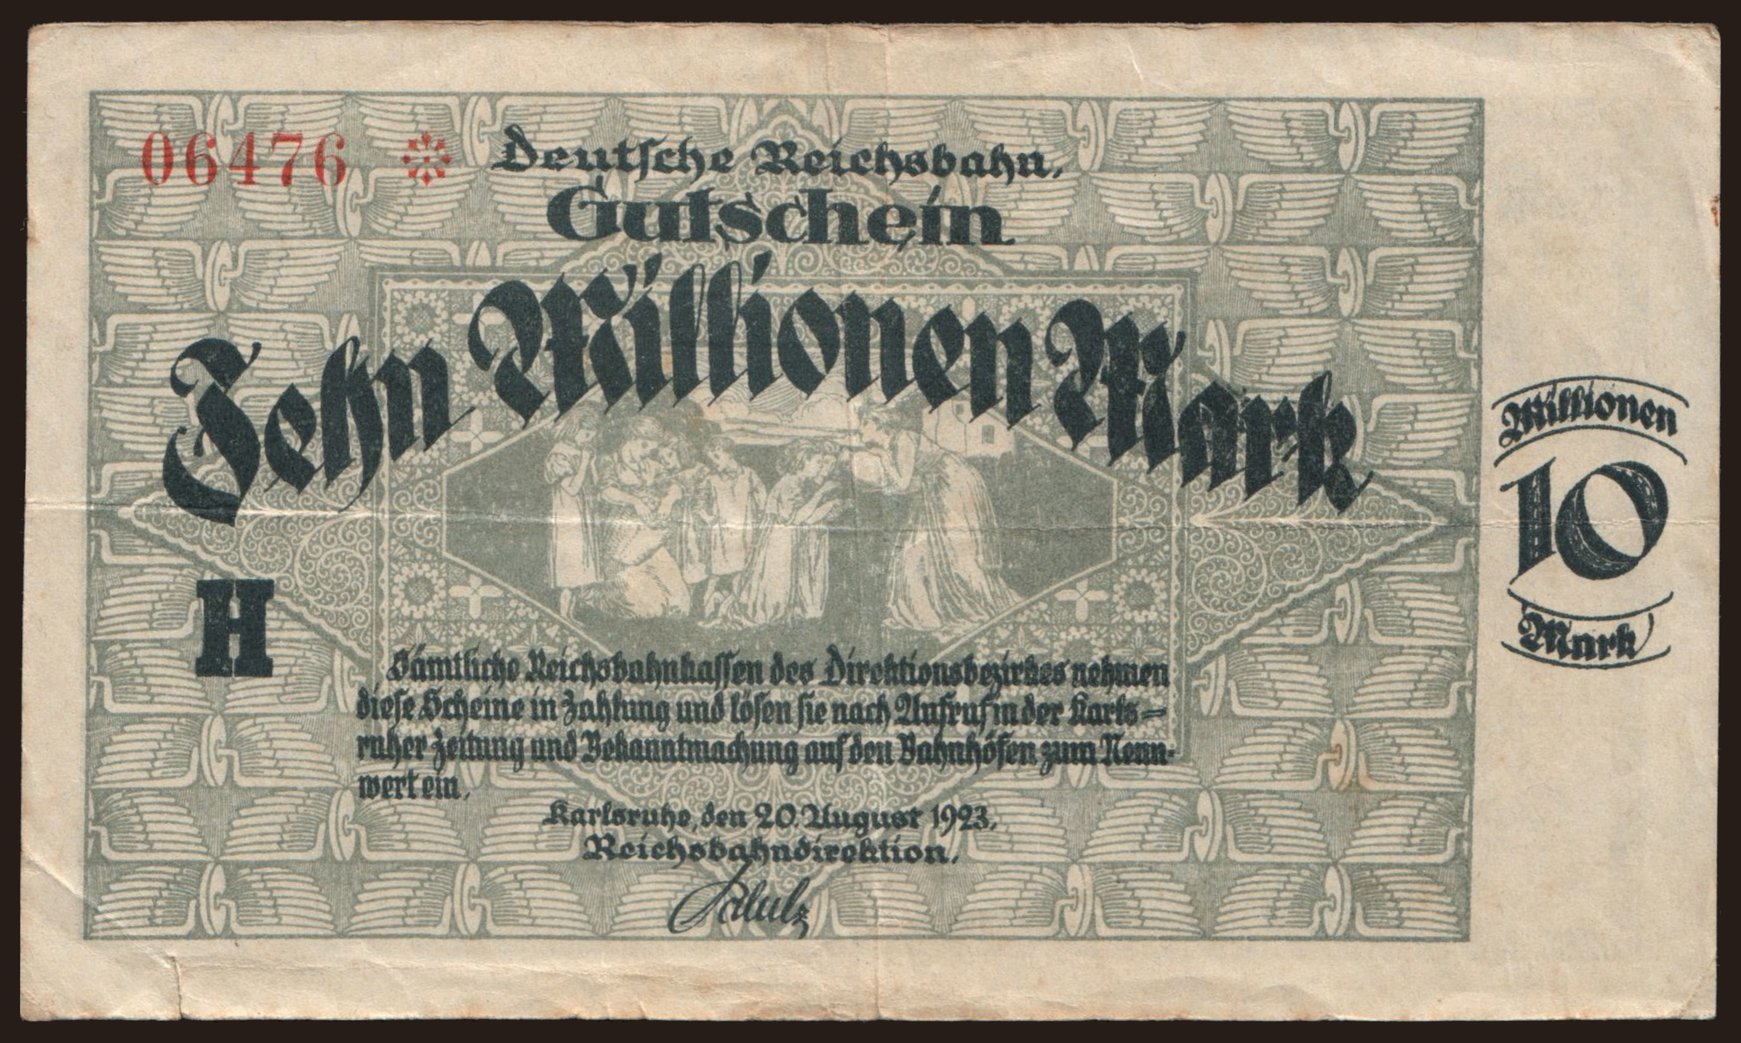 06476
Deutsche Reichsbahn.
Gutschein
Zehn Millionen Mark
Millionen
10
Mark
H
Sämtliche Reichsbahnkassen des Direktionsbezirkes nehmen
diese Scheine in Zahlung und lösen sie nach Aufruf in der Karls=
ruher Zeitung und Bekanntmachung auf den Bahnhöfen zum Nenn-
wert ein.
Karlsruhe, den 20. August 1923.
Reichsbahndirektion.